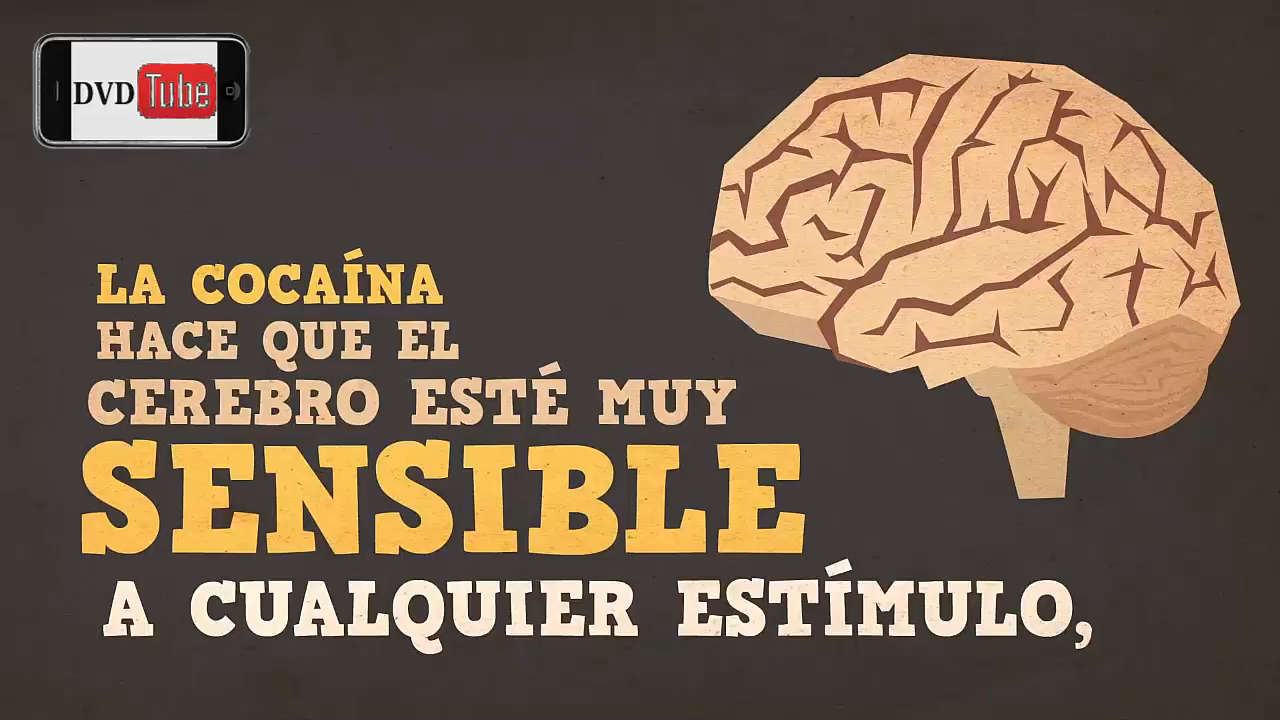 DVD Tube
LA COCAÍNA
HACE QUE EL
CEREBRO ESTÉ MUY
SENSIBLE
A CUALQUIER ESTÍMULO,